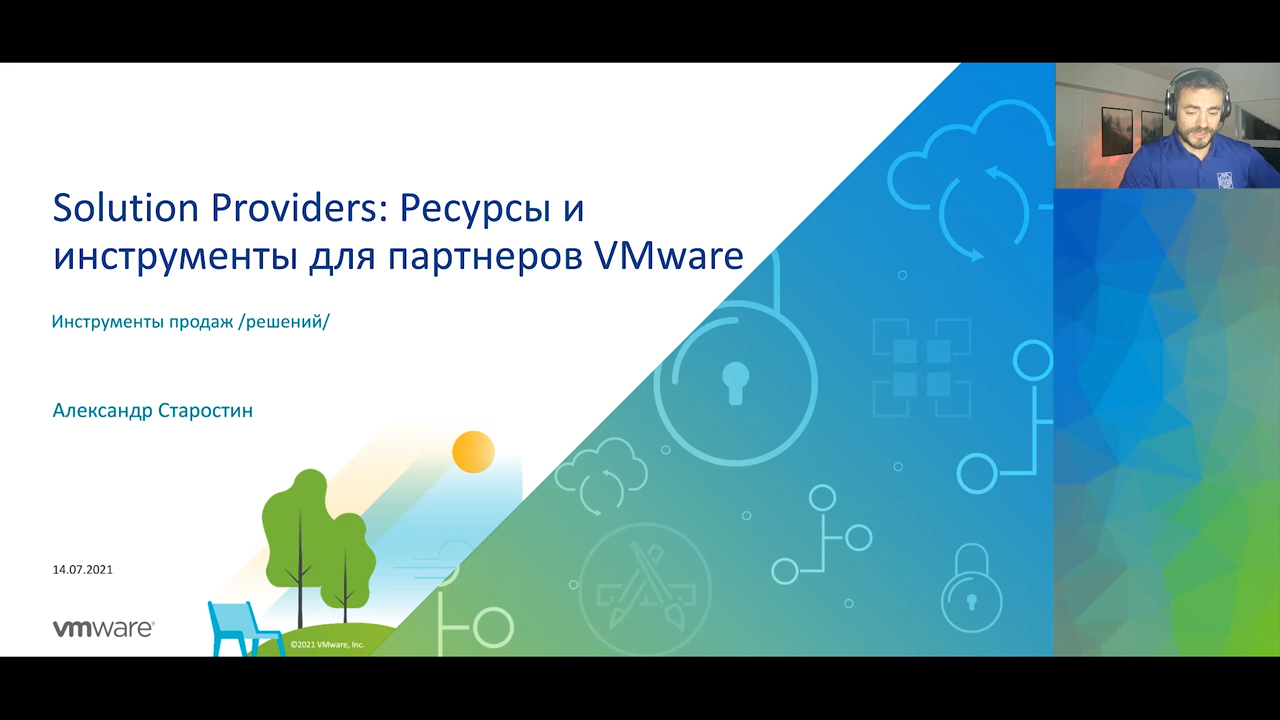 Solution Providers: Ресурсы и
инструменты для партнеров VMware
Инструменты продаж /решений/
Александр Старостин
14.07.2021
vmware®
©2021 VMware, Inc.